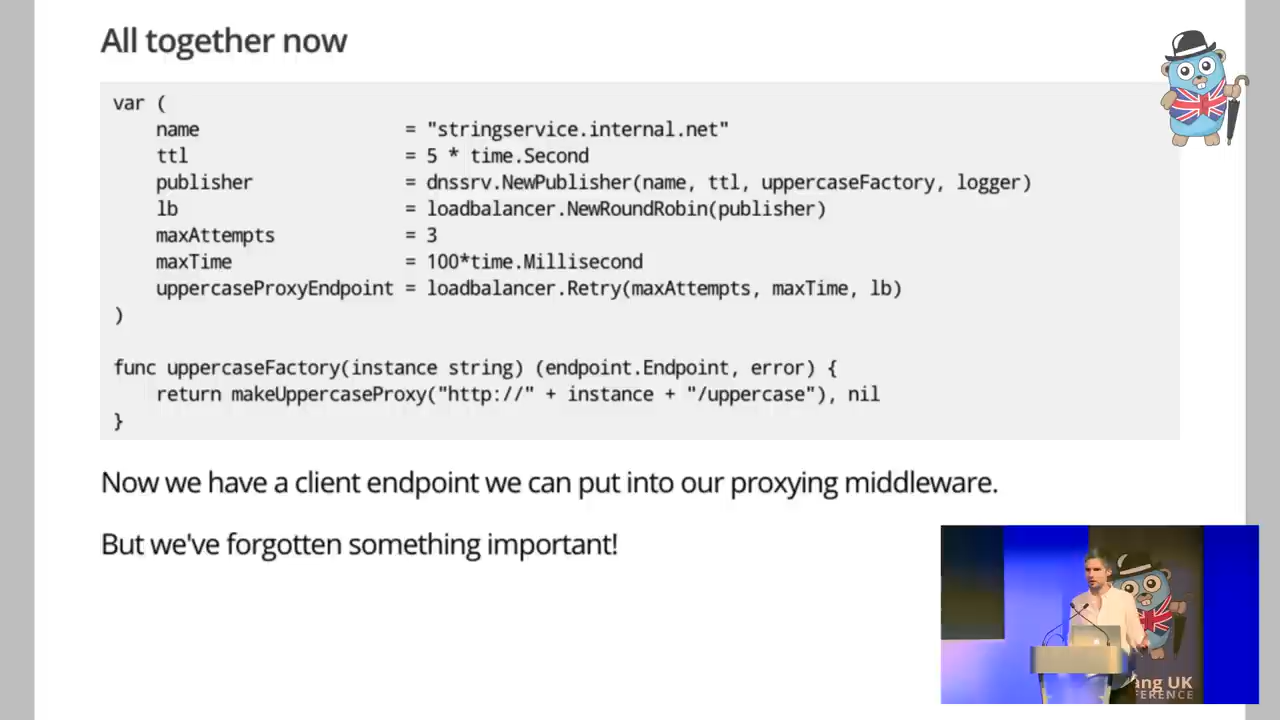 All together now
var (
    name                   = "stringservice.internal.net"
    ttl                    = 5 * time.Second
    publisher              = dnssrv.NewPublisher(name, ttl, uppercaseFactory, logger)
    lb                     = loadbalancer.NewRoundRobin(publisher)
    maxAttempts            = 3
    maxTime                = 100*time.Millisecond
    uppercaseProxyEndpoint = loadbalancer.Retry(maxAttempts, maxTime, lb)
)
func uppercaseFactory(instance string) (endpoint.Endpoint, error) {
    return makeUppercaseProxy("http://" + instance + "/uppercase"), nil
}
Now we have a client endpoint we can put into our proxying middleware.
But we've forgotten something important!
ang UK
FERENCE